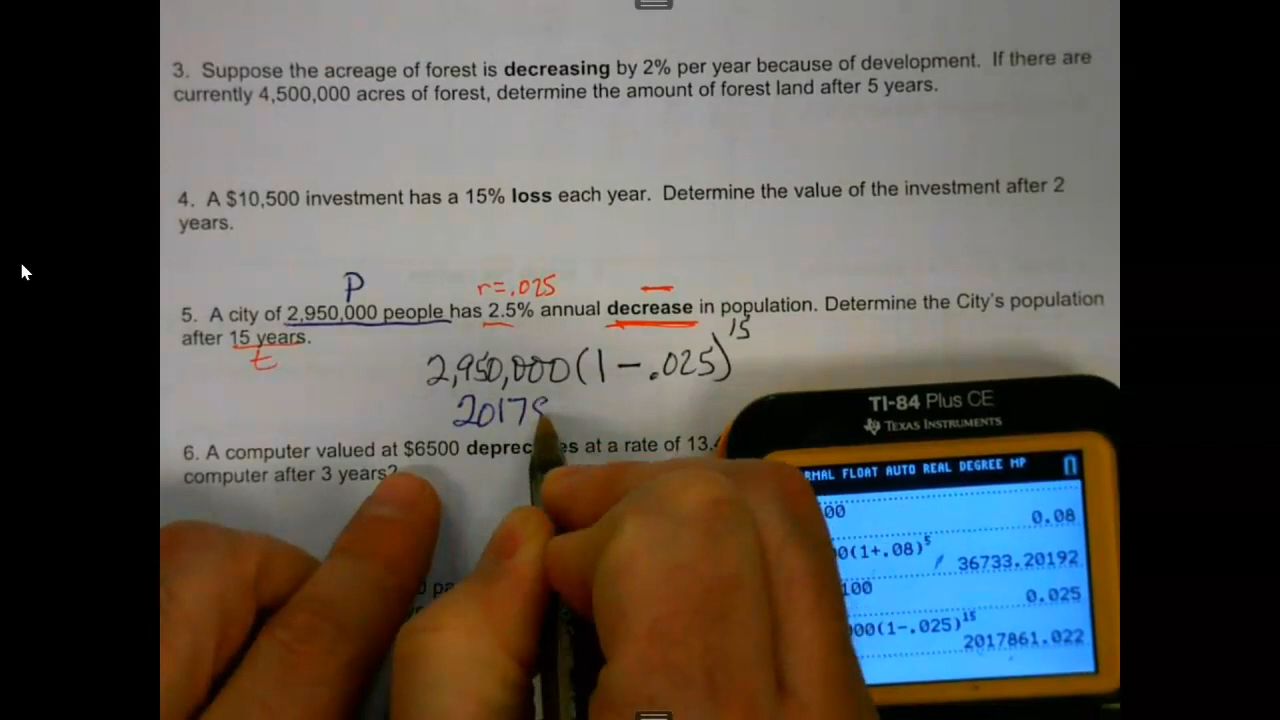 3. Suppose the acreage of forest is decreasing by 2% per year because of development. If there are
currently 4,500,000 acres of forest, determine the amount of forest land after 5 years.
4. A $10,500 investment has a 15% loss each year. Determine the value of the investment after 2
years.
P r=.025 —
5. A city of 2,950,000 people has 2.5% annual decrease in population. Determine the City's population
after 15 years.
t
2,950,000(1-.025)^15
2017
6. A computer valued at $6500 at a rate of 13.
computer after 3 years?
TI-84 Plus CE
TEXAS INSTRUMENTS
RMAL FLOAT AUTO REAL DEGREE MP
00
0.08
0(1+.08)^5
36733.20192
100
0.025
00(1-.025)^15
2017861.022